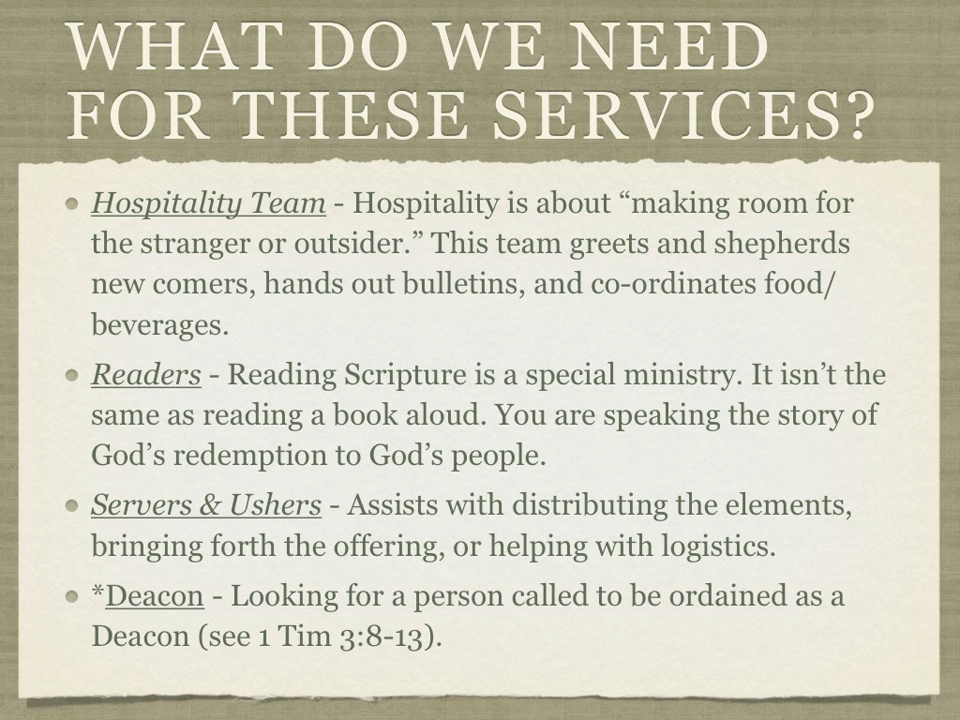 WHAT DO WE NEED
FOR THESE SERVICES?
Hospitality Team - Hospitality is about “making room for
the stranger or outsider.” This team greets and shepherds
new comers, hands out bulletins, and co-ordinates food/
beverages.
Readers - Reading Scripture is a special ministry. It isn’t the
same as reading a book aloud. You are speaking the story of
God’s redemption to God’s people.
Servers & Ushers - Assists with distributing the elements,
bringing forth the offering, or helping with logistics.
*Deacon - Looking for a person called to be ordained as a
Deacon (see 1 Tim 3:8-13).